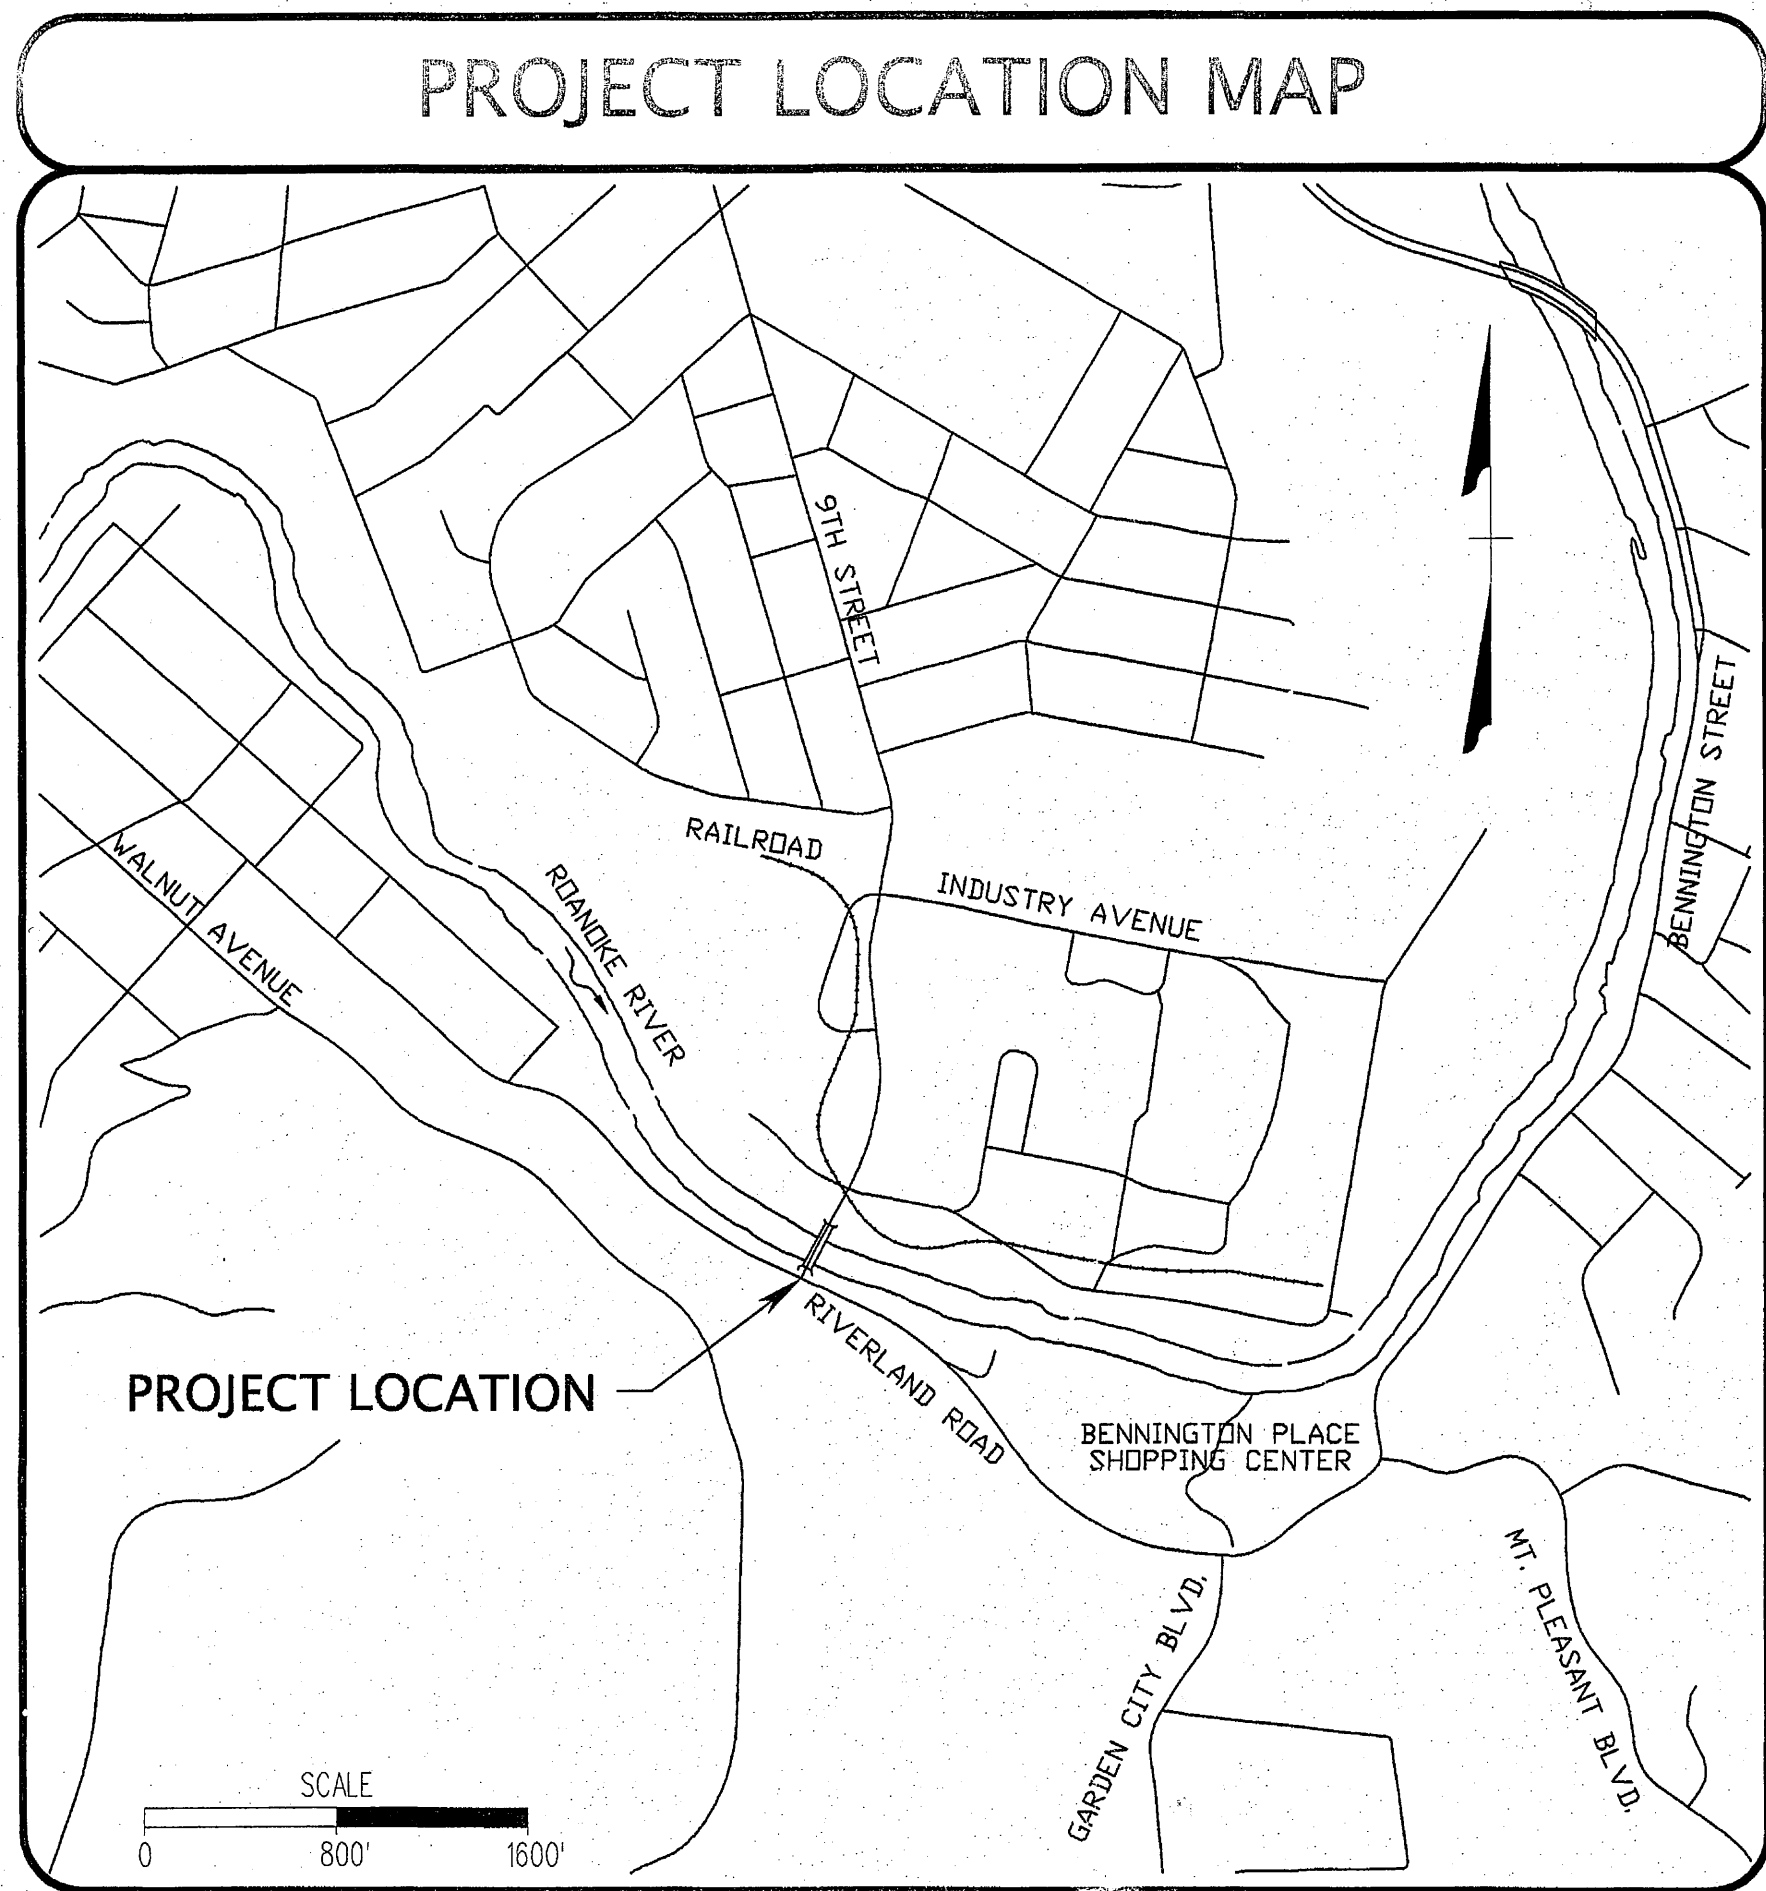 PROJECT LOCATION MAP
9TH STREET
BENNINGTON STREET
RAILROAD
INDUSTRY AVENUE
WALNUT AVENUE
ROANOKE RIVER
RIVERLAND ROAD
PROJECT LOCATION
BENNINGTON PLACE
SHOPPING CENTER
MT. PLEASANT BLVD.
GARDEN CITY BLVD.
SCALE
0 800' 1600'